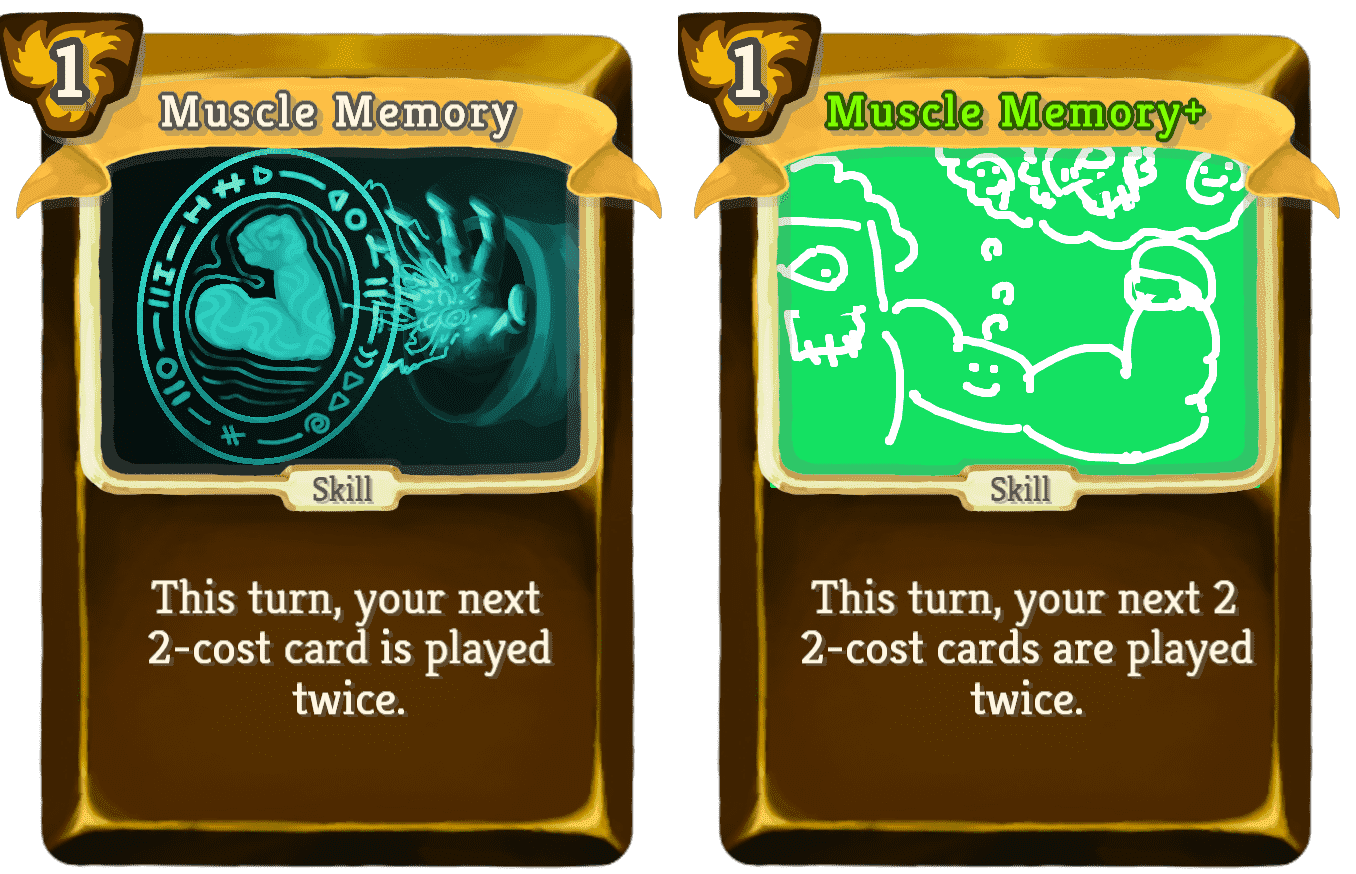 1
Muscle Memory
Skill
This turn, your next
2-cost card is played
twice.
1
Muscle Memory+
Skill
This turn, your next 2
2-cost cards are played
twice.